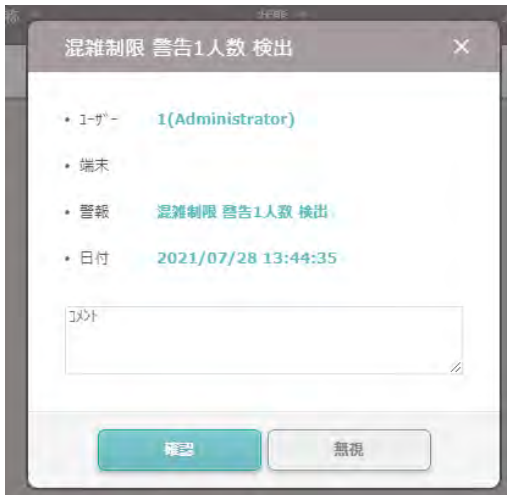 混雑制限 警告1人数 検出
• ﾕｰｻﾞｰ 1(Administrator)
• 端末
• 警報 混雑制限 警告1人数 検出
• 日付 2021/07/28 13:44:35
ｺﾒﾝﾄ
確認 無視